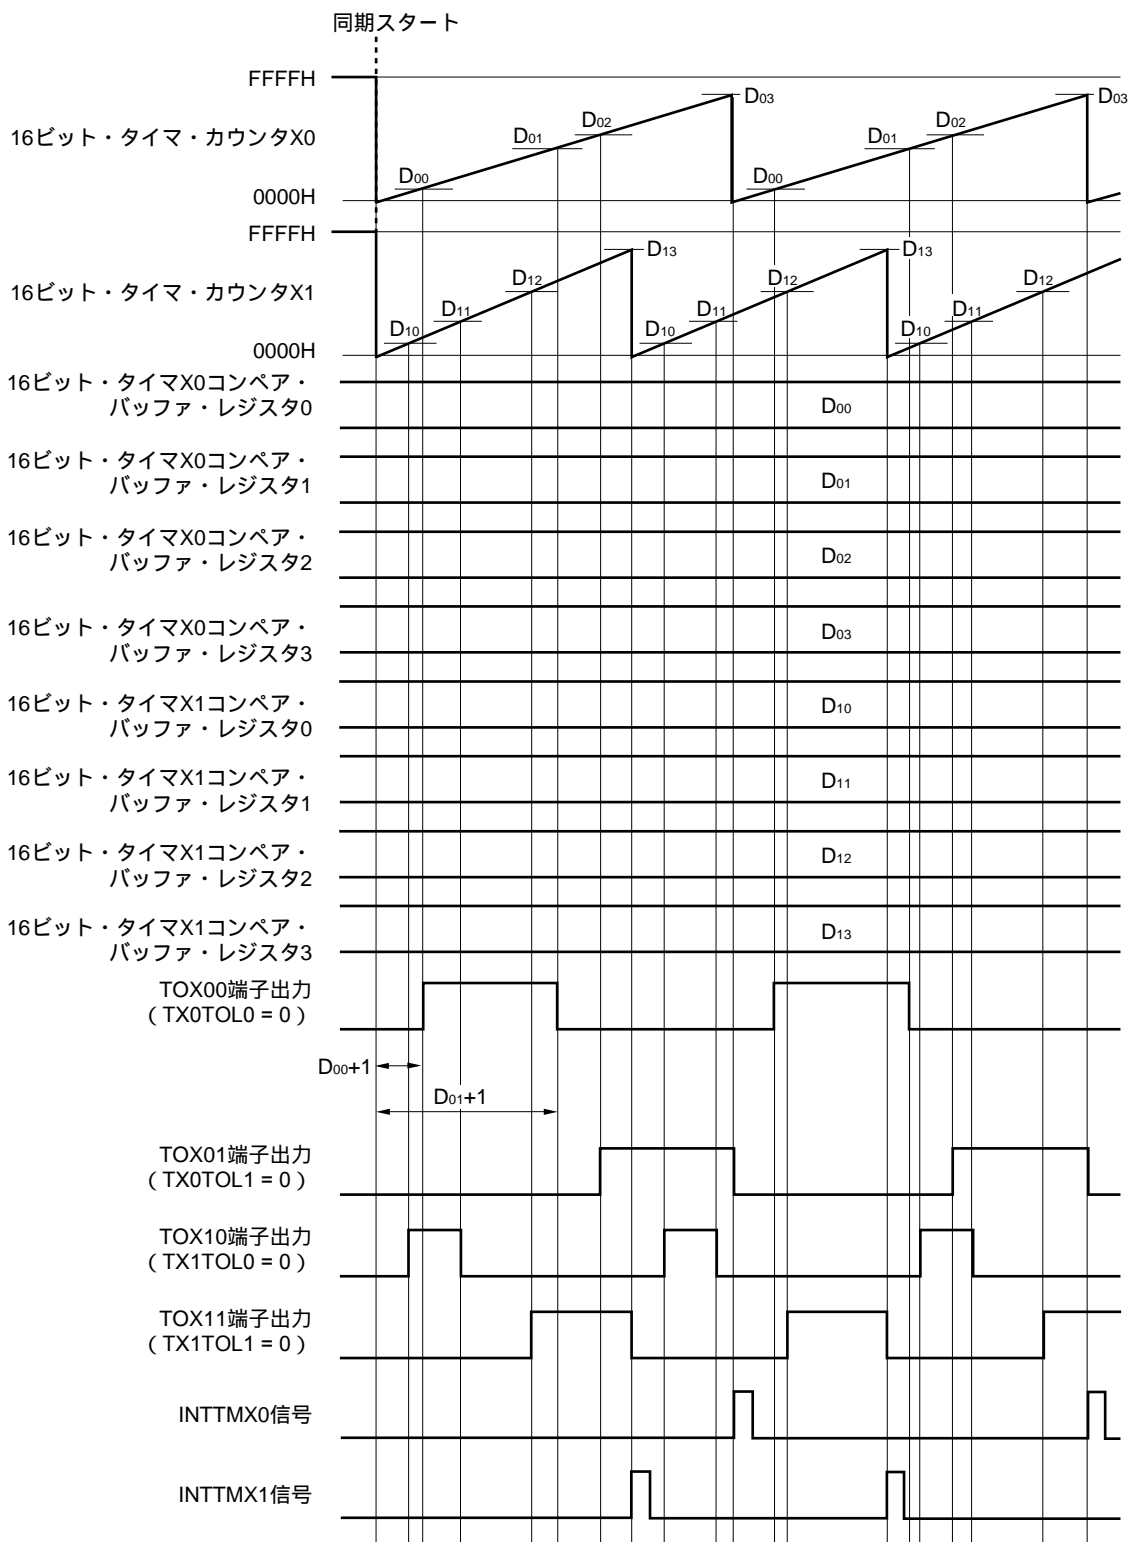 同期スタート
FFFFH
16ビット・タイマ・カウンタX0
0000H
D00
D01
D02
D03
D00
D01
D02
D03
FFFFH
16ビット・タイマ・カウンタX1
0000H
D10
D11
D12
D13
D10
D11
D12
D13
D10
D11
D12
16ビット・タイマX0コンペア・
バッファ・レジスタ0
D00
16ビット・タイマX0コンペア・
バッファ・レジスタ1
D01
16ビット・タイマX0コンペア・
バッファ・レジスタ2
D02
16ビット・タイマX0コンペア・
バッファ・レジスタ3
D03
16ビット・タイマX1コンペア・
バッファ・レジスタ0
D10
16ビット・タイマX1コンペア・
バッファ・レジスタ1
D11
16ビット・タイマX1コンペア・
バッファ・レジスタ2
D12
16ビット・タイマX1コンペア・
バッファ・レジスタ3
D13
TOX00端子出力
（TX0TOL0 = 0）
D00+1
D01+1
TOX01端子出力
（TX0TOL1 = 0）
TOX10端子出力
（TX1TOL0 = 0）
TOX11端子出力
（TX1TOL1 = 0）
INTTMX0信号
INTTMX1信号